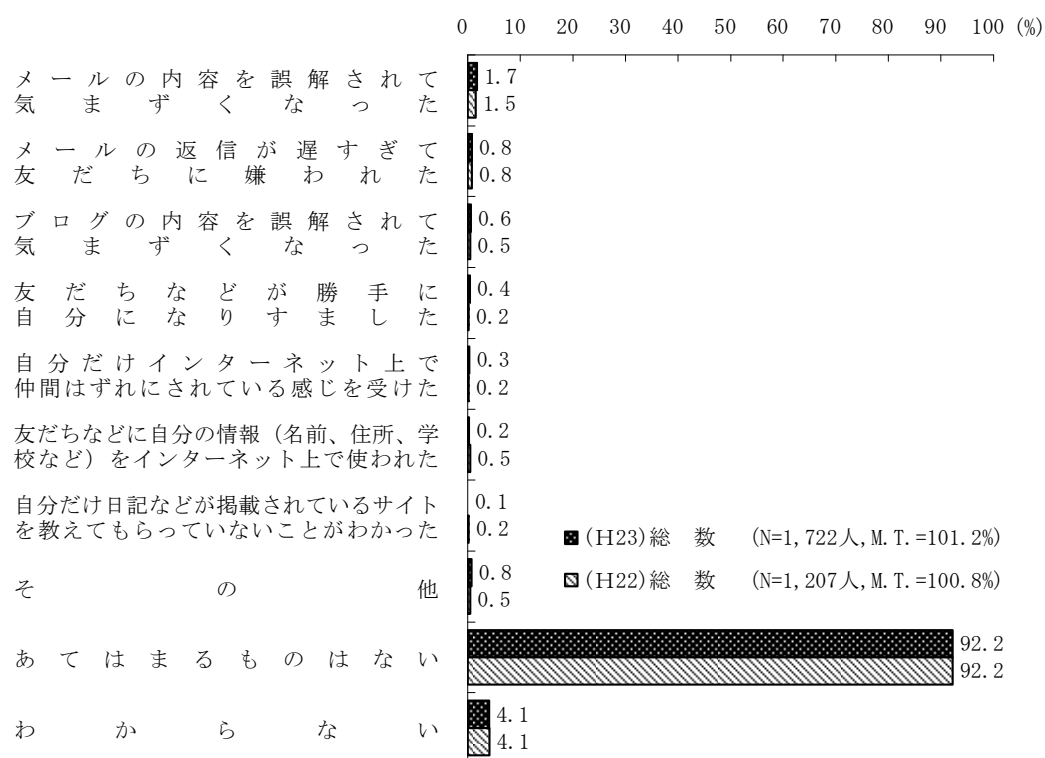 0 10 20 30 40 50 60 70 80 90 100 (%)
メールの内容を誤解されて
気まずくなった
1.7
1.5
メールの返信が遅すぎて
友だちに嫌われた
0.8
0.8
ブログの内容を誤解されて
気まずくなった
0.6
0.5
友だちなどが勝手に
自分になりすました
0.4
0.2
自分だけインターネット上で
仲間はずれにされている感じを受けた
0.3
0.2
友だちなどに自分の情報（名前、住所、学
校など）をインターネット上で使われた
0.2
0.5
自分だけ日記などが掲載されているサイト
を教えてもらっていないことがわかった
0.1
0.2
(H23)総　数　(N=1,722人,M.T.=101.2%)
(H22)総　数　(N=1,207人,M.T.=100.8%)
その他
0.8
0.5
あてはまるものはない
92.2
92.2
わからない
4.1
4.1